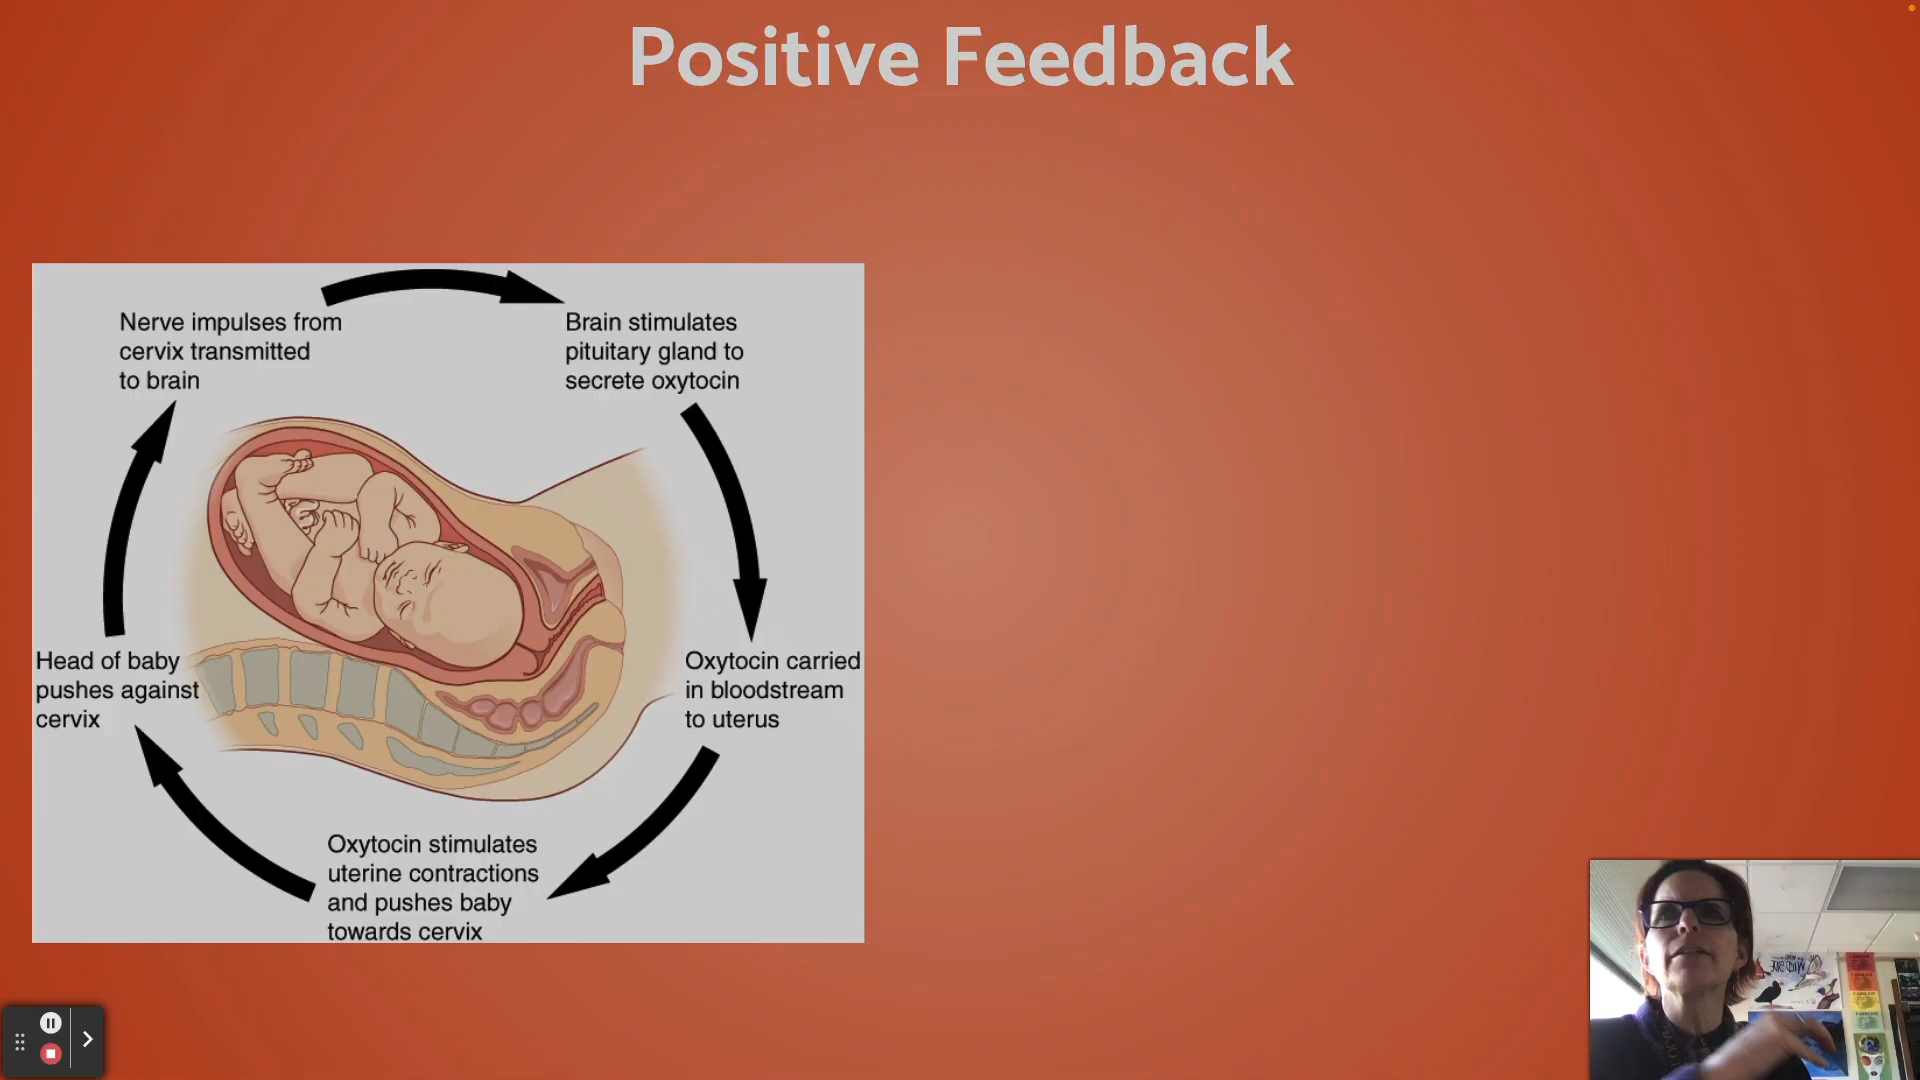 Positive Feedback
Nerve impulses from
cervix transmitted
to brain
Brain stimulates
pituitary gland to
secrete oxytocin
Head of baby
pushes against
cervix
Oxytocin carried
in bloodstream
to uterus
Oxytocin stimulates
uterine contractions
and pushes baby
towards cervix